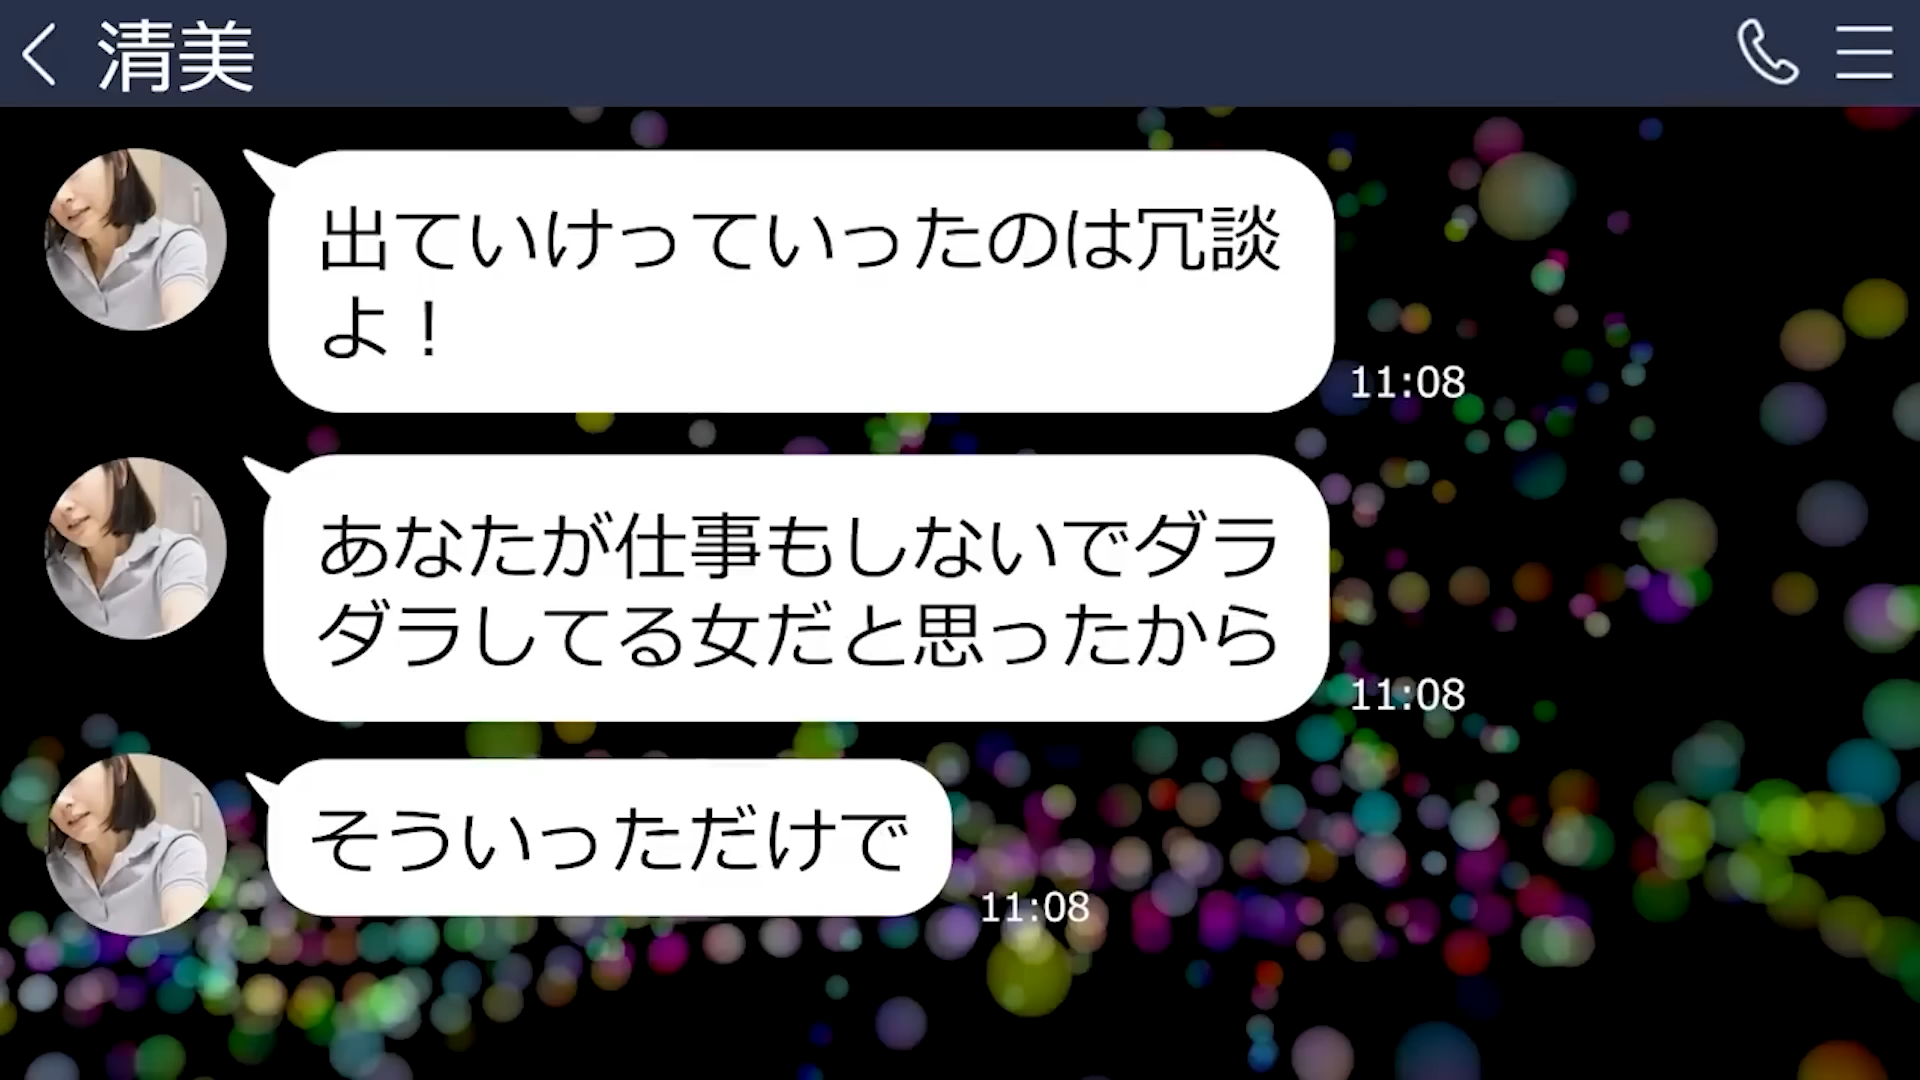 清美
出ていけっていったのは冗談
よ！
11:08
あなたが仕事もしないでダラ
ダラしてる女だと思ったから
11:08
そういっただけで
11:08